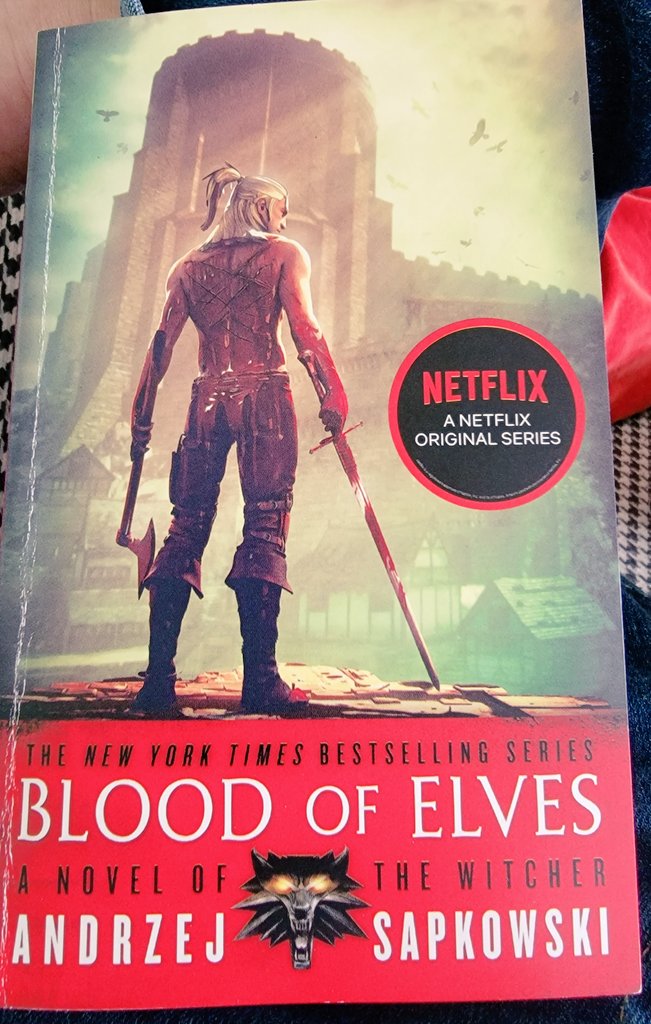 NETFLIX
A NETFLIX
ORIGINAL SERIES
THE NEW YORK TIMES BESTSELLING SERIES
BLOOD OF ELVES
A NOVEL OF THE WITCHER
ANDRZEJ SAPKOWSKI